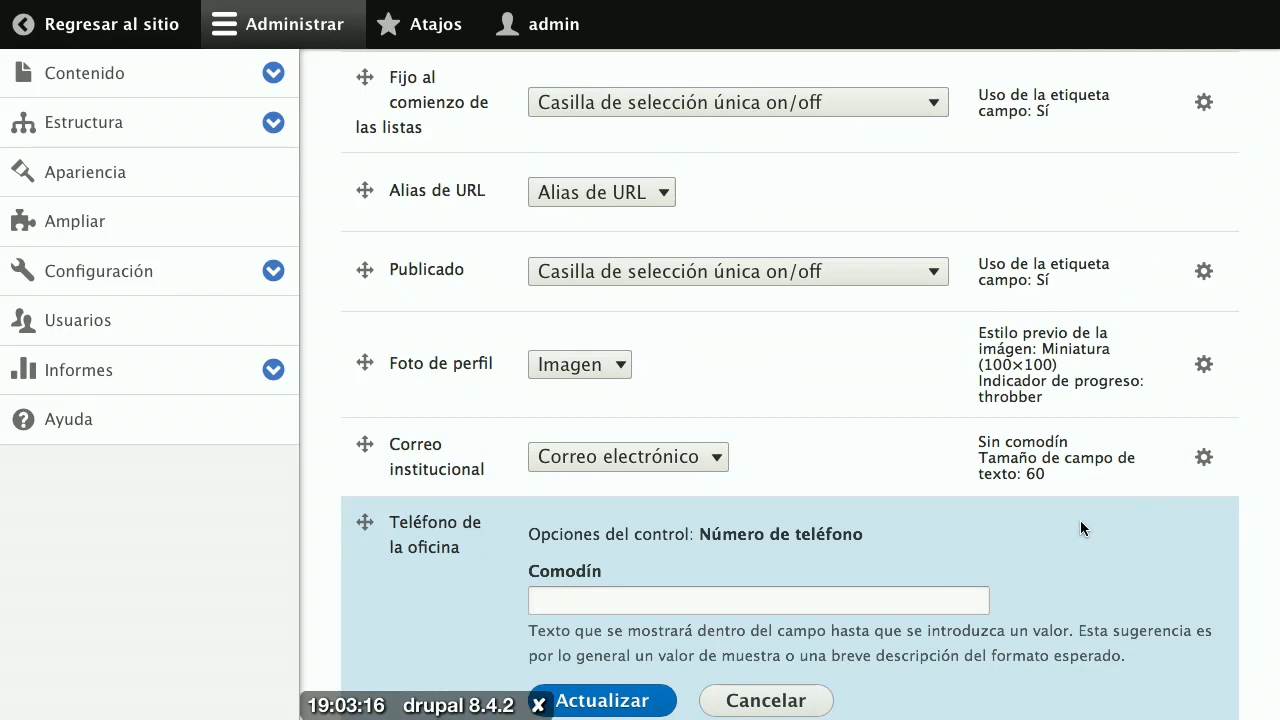 Regresar al sitio
Administrar
Atajos
admin
Contenido
Estructura
Apariencia
Ampliar
Configuración
Usuarios
Informes
Ayuda
Fijo al
comienzo de
las listas
Casilla de selección única on/off
Uso de la etiqueta
campo: Sí
Alias de URL
Alias de URL
Publicado
Casilla de selección única on/off
Uso de la etiqueta
campo: Sí
Foto de perfil
Imagen
Estilo previo de la
imágen: Miniatura
(100×100)
Indicador de progreso:
throbber
Correo
institucional
Correo electrónico
Sin comodín
Tamaño de campo de
texto: 60
Teléfono de
la oficina
Opciones del control: Número de teléfono
Comodín
Texto que se mostrará dentro del campo hasta que se introduzca un valor. Esta sugerencia es
por lo general un valor de muestra o una breve descripción del formato esperado.
Actualizar
Cancelar
19:03:16 drupal 8.4.2